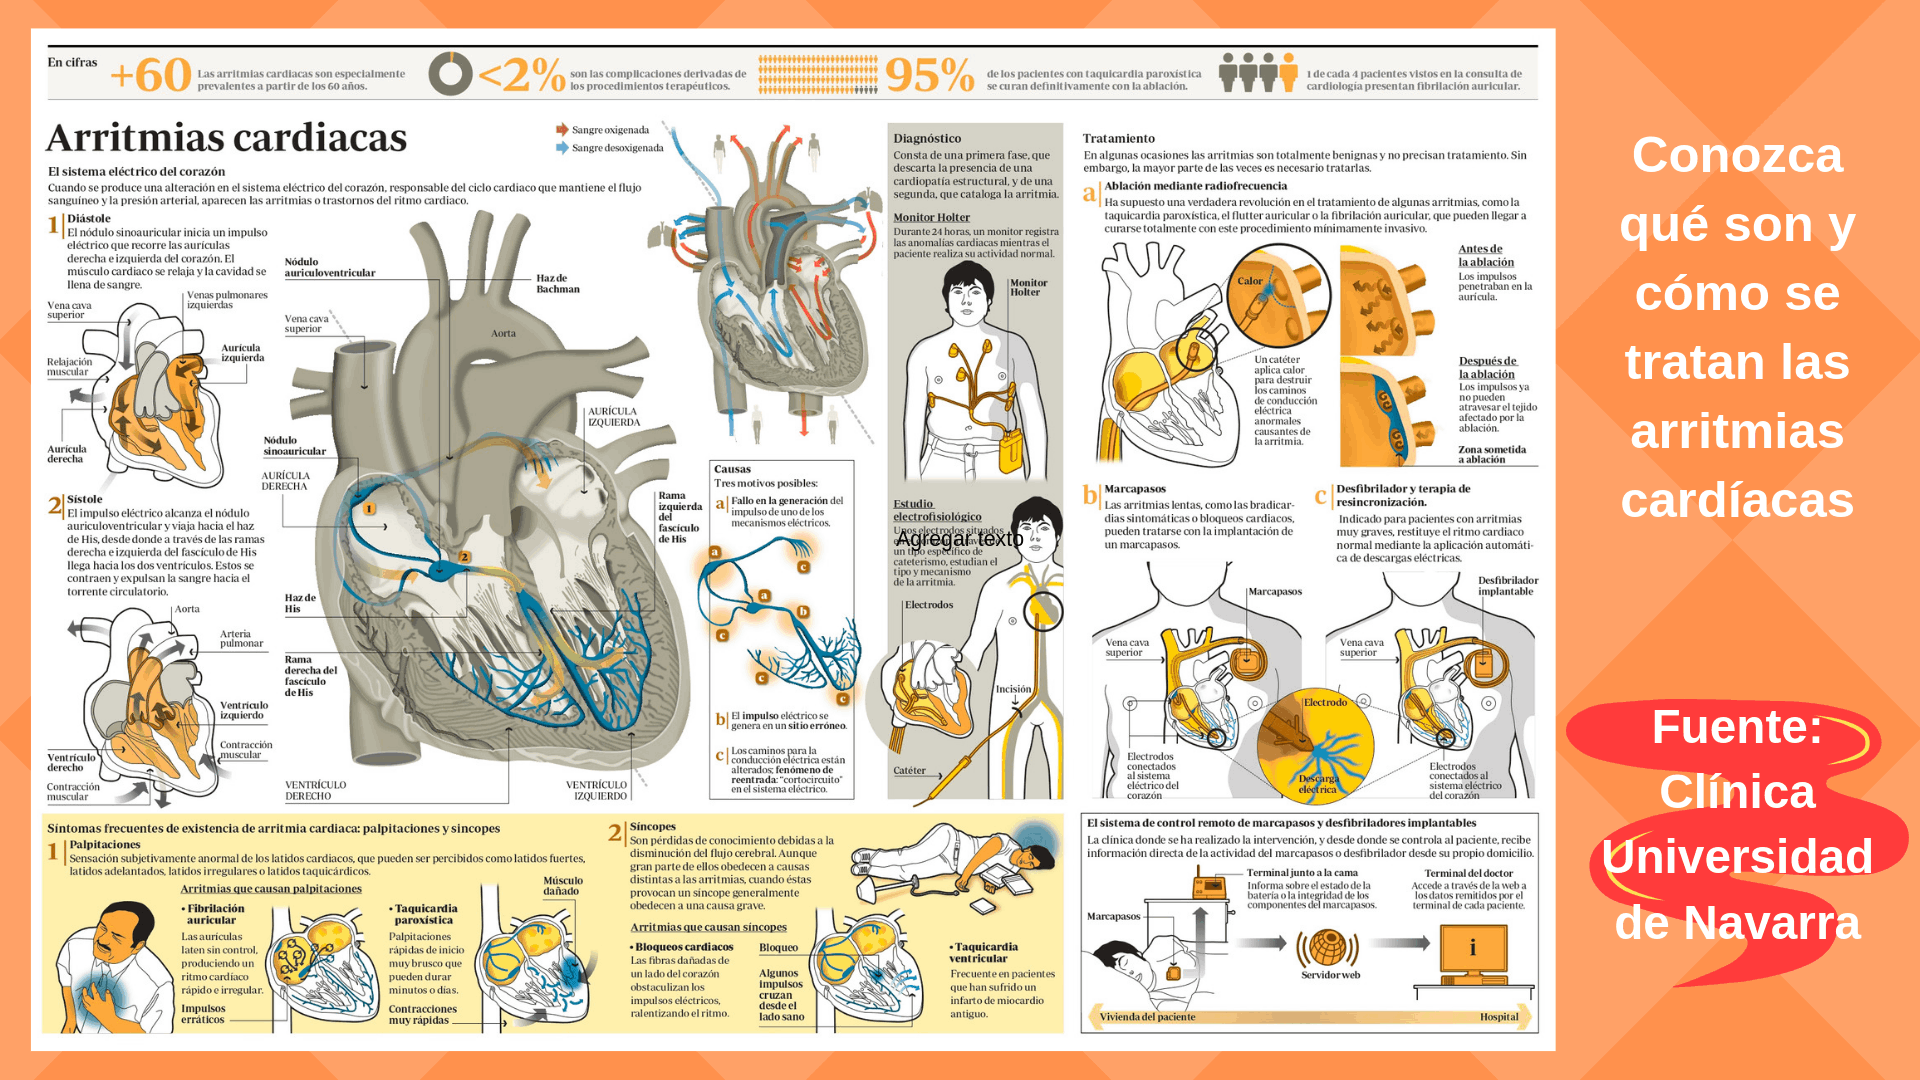 En cifras
+60
Las arritmias cardiacas son especialmente
prevalentes a partir de los 60 años.
<2%
son las complicaciones derivadas de
los procedimientos terapéuticos.
95%
de los pacientes con taquicardia paroxística
se curan definitivamente con la ablación.
1 de cada 4 pacientes vistos en la consulta de
cardiología presentan fibrilación auricular.
Arritmias cardiacas
Sangre oxigenada
Sangre desoxigenada
El sistema eléctrico del corazón
Cuando se produce una alteración en el sistema eléctrico del corazón, responsable del ciclo cardiaco que mantiene el flujo
sanguíneo y la presión arterial, aparecen las arritmias o trastornos del ritmo cardiaco.
1 Diástole
El nódulo sinoauricular inicia un impulso
eléctrico que recorre las aurículas
derecha e izquierda del corazón. El
músculo cardiaco se relaja y la cavidad se
llena de sangre.
Vena cava
superior
Venas pulmonares
izquierdas
Aurícula
izquierda
Relajación
muscular
Aurícula
derecha
2 Sístole
El impulso eléctrico alcanza el nódulo
auriculoventricular y viaja hacia el haz
de His, desde donde a través de las ramas
derecha e izquierda del fascículo de His
llega hacia los dos ventrículos. Estos se
contraen y expulsan la sangre hacia el
torrente circulatorio.
Aorta
Arteria
pulmonar
Ventrículo
izquierdo
Contracción
muscular
Ventrículo
derecho
Contracción
muscular
Nódulo
auriculoventricular
Haz de
Bachman
Vena cava
superior
Aorta
AURÍCULA
IZQUIERDA
Nódulo
sinoauricular
AURÍCULA
DERECHA
1
2
Rama
izquierda
del
fascículo
de His
Haz de
His
Rama
derecha del
fascículo
de His
VENTRÍCULO
DERECHO
VENTRÍCULO
IZQUIERDO
Causas
Tres motivos posibles:
a Fallo en la generación del
impulso de uno de los
mecanismos eléctricos.
a
c
a
b
c
c
c
b El impulso eléctrico se
genera en un sitio erróneo.
c Los caminos para la
conducción eléctrica están
alterados; fenómeno de
reentrada: "cortocircuito"
en el sistema eléctrico.
Diagnóstico
Consta de una primera fase, que
descarta la presencia de una
cardiopatía estructural, y de una
segunda, que cataloga la arritmia.
Monitor Holter
Durante 24 horas, un monitor registra
las anomalías cardiacas mientras el
paciente realiza su actividad normal.
Monitor
Holter
Estudio
electrofisiológico
Unos electrodos situados
Agregar texto
un tipo específico de
cateterismo, estudian el
tipo y mecanismo
de la arritmia.
Electrodos
Incisión
Catéter
Tratamiento
En algunas ocasiones las arritmias son totalmente benignas y no precisan tratamiento. Sin
embargo, la mayor parte de las veces es necesario tratarlas.
a Ablación mediante radiofrecuencia
Ha supuesto una verdadera revolución en el tratamiento de algunas arritmias, como la
taquicardia paroxística, el flutter auricular o la fibrilación auricular, que pueden llegar a
curarse totalmente con este procedimiento mínimamente invasivo.
Calor
Un catéter
aplica calor
para destruir
los caminos
de conducción
eléctrica
anormales
causantes de
la arritmia.
Antes de
la ablación
Los impulsos
penetraban en la
aurícula.
Después de
la ablación
Los impulsos ya
no pueden
atravesar el tejido
afectado por la
ablación.
Zona sometida
a ablación
b Marcapasos
Las arritmias lentas, como las bradicar-
dias sintomáticas o bloqueos cardiacos,
pueden tratarse con la implantación de
un marcapasos.
Marcapasos
Vena cava
superior
Electrodos
conectados
al sistema
eléctrico del
corazón
Electrodo
Descarga
eléctrica
c Desfibrilador y terapia de
resincronización.
Indicado para pacientes con arritmias
muy graves, restituye el ritmo cardiaco
normal mediante la aplicación automáti-
ca de descargas eléctricas.
Desfibrilador
implantable
Vena cava
superior
Electrodos
conectados al
sistema eléctrico
del corazón
Síntomas frecuentes de existencia de arritmia cardiaca: palpitaciones y síncopes
1 Palpitaciones
Sensación subjetivamente anormal de los latidos cardiacos, que pueden ser percibidos como latidos fuertes,
latidos adelantados, latidos irregulares o latidos taquicárdicos.
Arritmias que causan palpitaciones
• Fibrilación
auricular
Las aurículas
laten sin control,
produciendo un
ritmo cardíaco
rápido e irregular.
Impulsos
erráticos
• Taquicardia
paroxística
Palpitaciones
rápidas de inicio
muy brusco que
pueden durar
minutos o días.
Contracciones
muy rápidas
Músculo
dañado
2 Síncopes
Son pérdidas de conocimiento debidas a la
disminución del flujo cerebral. Aunque
gran parte de ellos obedecen a causas
distintas a las arritmias, cuando éstas
provocan un síncope generalmente
obedecen a una causa grave.
Arritmias que causan síncopes
• Bloqueos cardiacos
Las fibras dañadas de
un lado del corazón
obstaculizan los
impulsos eléctricos,
ralentizando el ritmo.
Bloqueo
Algunos
impulsos
cruzan
desde el
lado sano
• Taquicardia
ventricular
Frecuente en pacientes
que han sufrido un
infarto de miocardio
antiguo.
El sistema de control remoto de marcapasos y desfibriladores implantables
La clínica donde se ha realizado la intervención, y desde donde se controla al paciente, recibe
información directa de la actividad del marcapasos o desfibrilador desde su propio domicilio.
Terminal junto a la cama
Informa sobre el estado de la
batería o la integridad de los
componentes del marcapasos.
Terminal del doctor
Accede a través de la web a
los datos remitidos por el
terminal de cada paciente.
Marcapasos
Servidor web
i
Vivienda del paciente
Hospital
Conozca
qué son y
cómo se
tratan las
arritmias
cardíacas
Fuente:
Clínica
Universidad
de Navarra